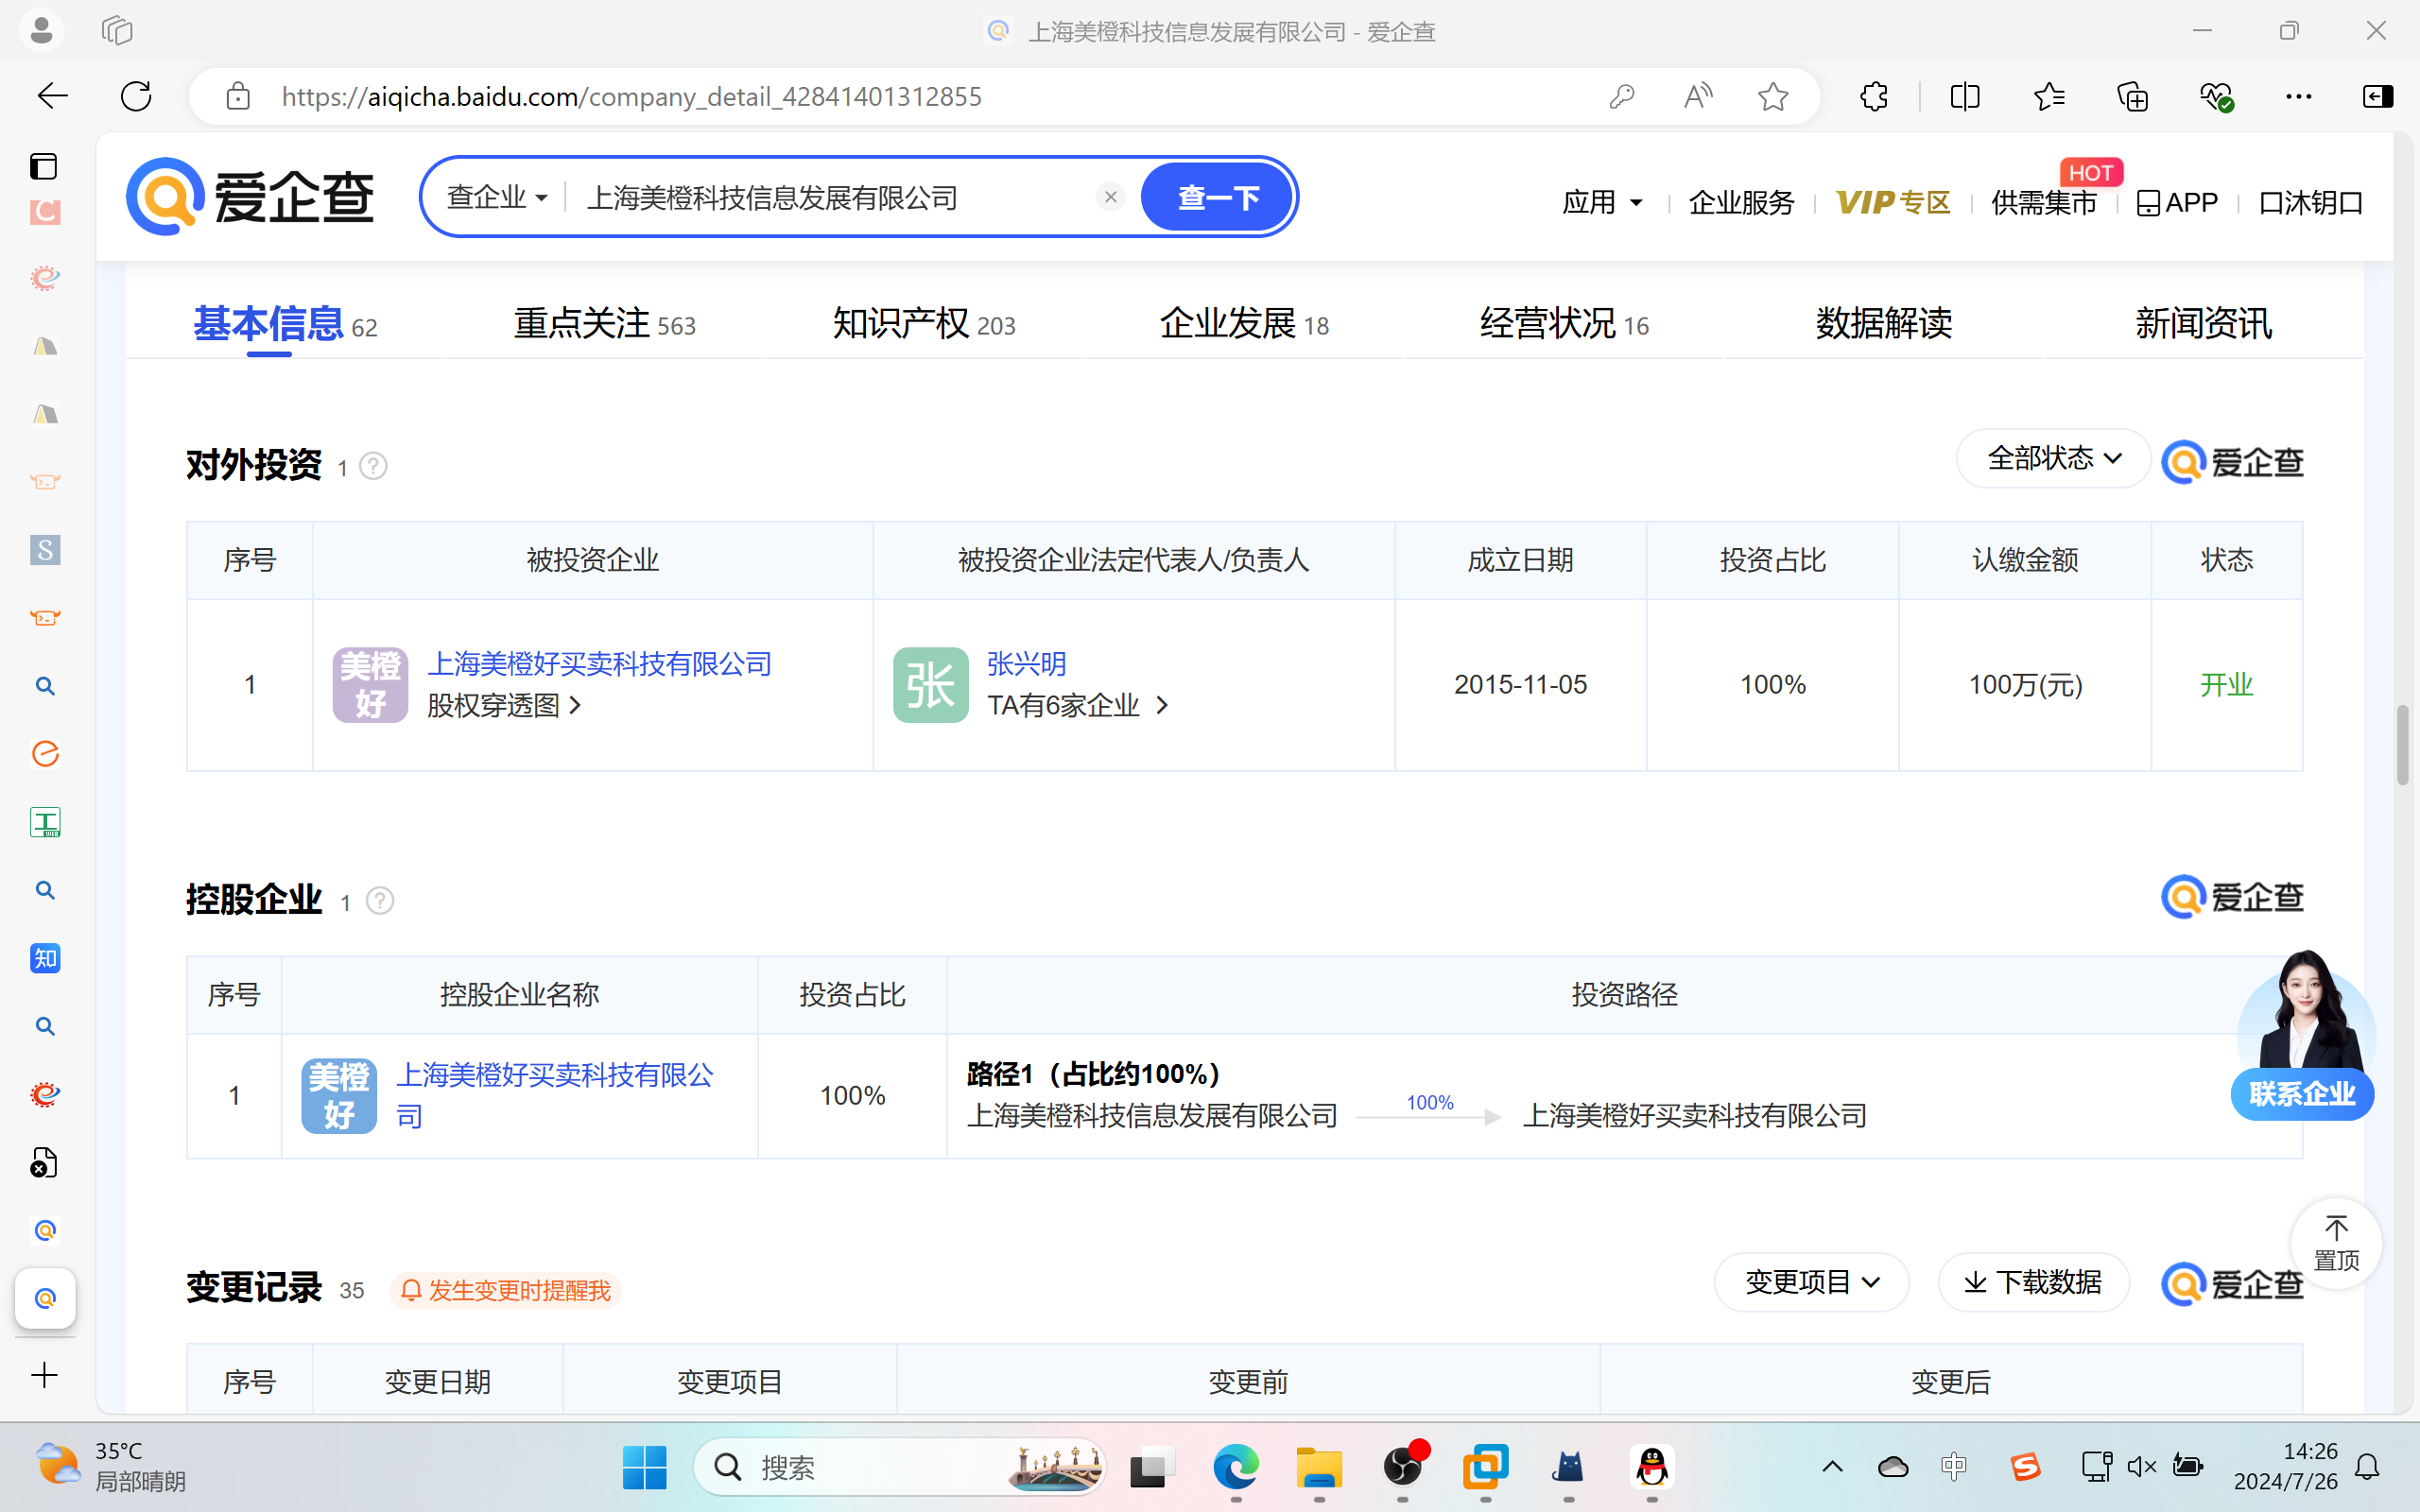 上海美橙科技信息发展有限公司 - 爱企查
https://aiqicha.baidu.com/company_detail_42841401312855
爱企查
查企业
上海美橙科技信息发展有限公司
查一下
应用
企业服务
VIP专区
供需集市
HOT
APP
口沐钥口
基本信息 62
重点关注 563
知识产权 203
企业发展 18
经营状况 16
数据解读
新闻资讯
对外投资 1
全部状态
爱企查
序号 被投资企业 被投资企业法定代表人/负责人 成立日期 投资占比 认缴金额 状态
1
美橙
好
上海美橙好买卖科技有限公司
股权穿透图
张
张兴明
TA有6家企业
2015-11-05
100%
100万(元)
开业
控股企业 1
爱企查
序号 控股企业名称 投资占比 投资路径
1
美橙
好
上海美橙好买卖科技有限公
司
100%
路径1（占比约100%）
上海美橙科技信息发展有限公司 100% 上海美橙好买卖科技有限公司
联系企业
置顶
变更记录 35
发生变更时提醒我
变更项目
下载数据
爱企查
序号 变更日期 变更项目 变更前 变更后
35°C
局部晴朗
搜索
中
14:26
2024/7/26